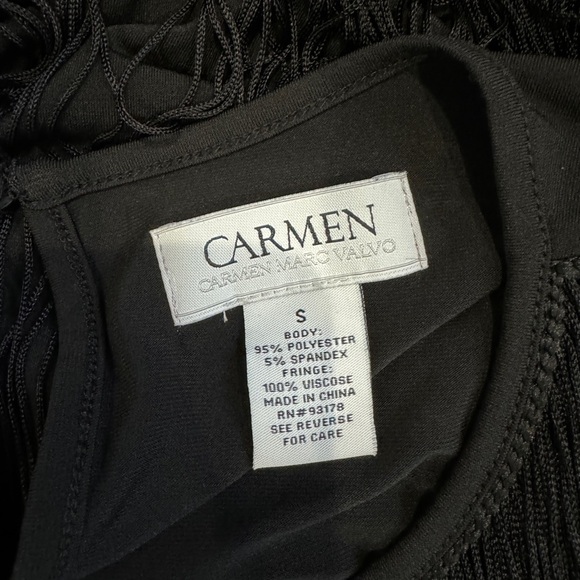 CARMEN
CARMEN MARC VALVO
S
BODY:
95% POLYESTER
5% SPANDEX
FRINGE:
100% VISCOSE
MADE IN CHINA
RN#93178
SEE REVERSE
FOR CARE